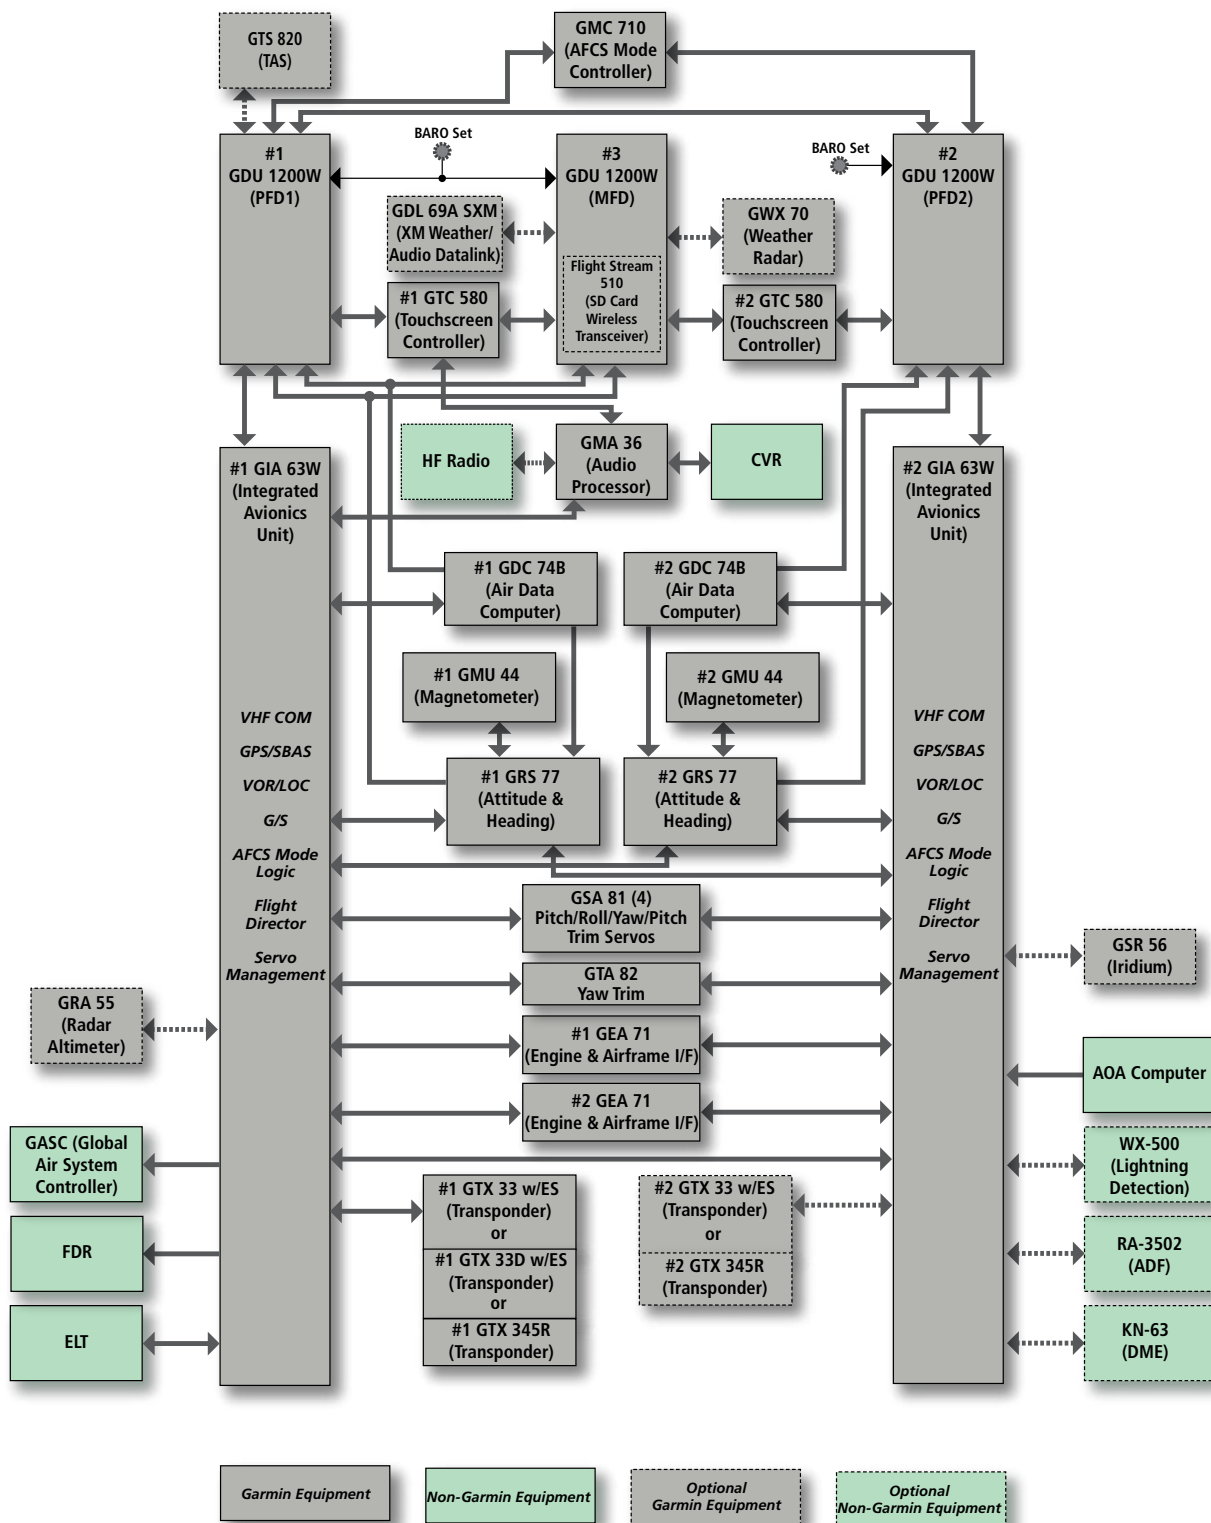 GTS 820
(TAS)
GMC 710
(AFCS Mode
Controller)
BARO Set
BARO Set
#1
GDU 1200W
(PFD1)
#3
GDU 1200W
(MFD)
#2
GDU 1200W
(PFD2)
GDL 69A SXM
(XM Weather/
Audio Datalink)
GWX 70
(Weather
Radar)
Flight Stream
510
(SD Card
Wireless
Transceiver)
#1 GTC 580
(Touchscreen
Controller)
#2 GTC 580
(Touchscreen
Controller)
HF Radio
GMA 36
(Audio
Processor)
CVR
#1 GIA 63W
(Integrated
Avionics
Unit)
#2 GIA 63W
(Integrated
Avionics
Unit)
#1 GDC 74B
(Air Data
Computer)
#2 GDC 74B
(Air Data
Computer)
#1 GMU 44
(Magnetometer)
#2 GMU 44
(Magnetometer)
VHF COM
GPS/SBAS
VOR/LOC
G/S
AFCS Mode
Logic
Flight
Director
Servo
Management
VHF COM
GPS/SBAS
VOR/LOC
G/S
AFCS Mode
Logic
Flight
Director
Servo
Management
#1 GRS 77
(Attitude &
Heading)
#2 GRS 77
(Attitude &
Heading)
GSA 81 (4)
Pitch/Roll/Yaw/Pitch
Trim Servos
GTA 82
Yaw Trim
#1 GEA 71
(Engine & Airframe I/F)
#2 GEA 71
(Engine & Airframe I/F)
GSR 56
(Iridium)
GRA 55
(Radar
Altimeter)
AOA Computer
GASC (Global
Air System
Controller)
WX-500
(Lightning
Detection)
#1 GTX 33 w/ES
(Transponder)
or
#1 GTX 33D w/ES
(Transponder)
or
#1 GTX 345R
(Transponder)
#2 GTX 33 w/ES
(Transponder)
or
#2 GTX 345R
(Transponder)
FDR
RA-3502
(ADF)
ELT
KN-63
(DME)
Garmin Equipment
Non-Garmin Equipment
Optional
Garmin Equipment
Optional
Non-Garmin Equipment